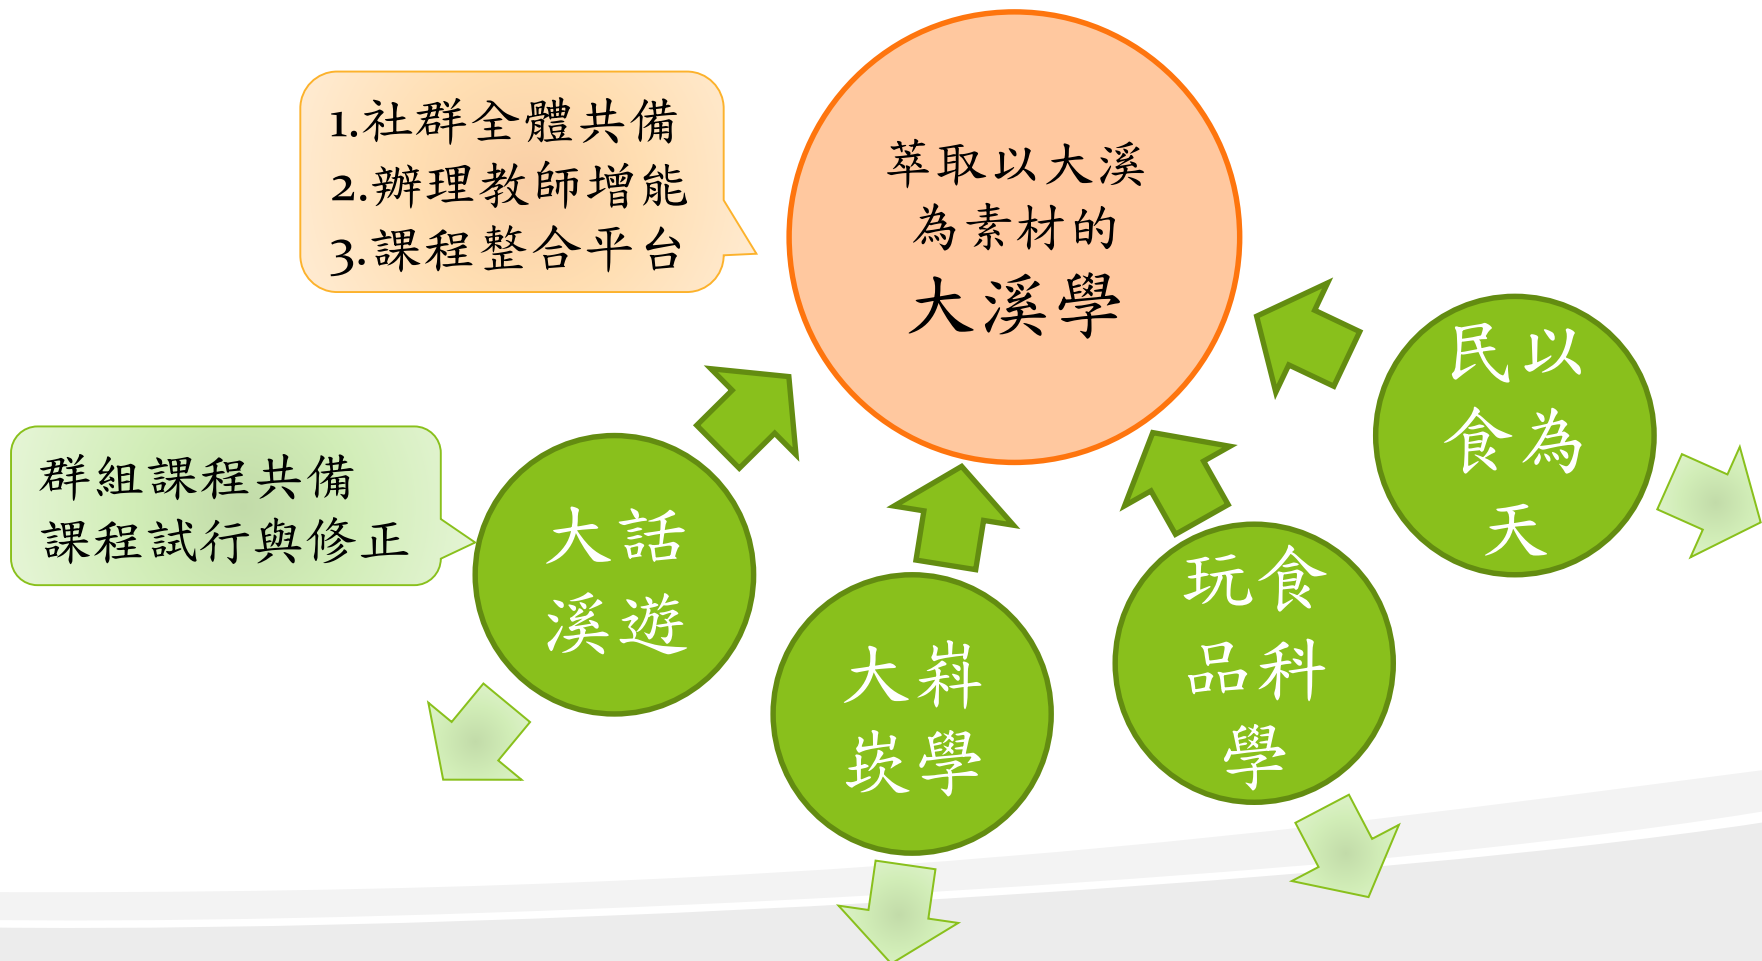 1.社群全體共備
2.辦理教師增能
3.課程整合平台
萃取以大溪
為素材的
大溪學
群組課程共備
課程試行與修正
大話
溪遊
大嵙
崁學
玩食
品科
學
民以
食為
天